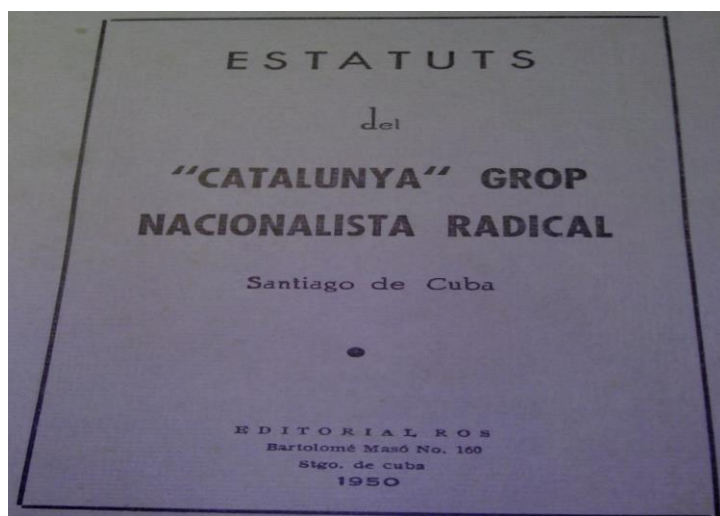 ESTATUTS
del
"CATALUNYA" GROP
NACIONALISTA RADICAL
Santiago de Cuba
EDITORIAL ROS
Bartolomé Masó No. 160
Stgo. de cuba
1950